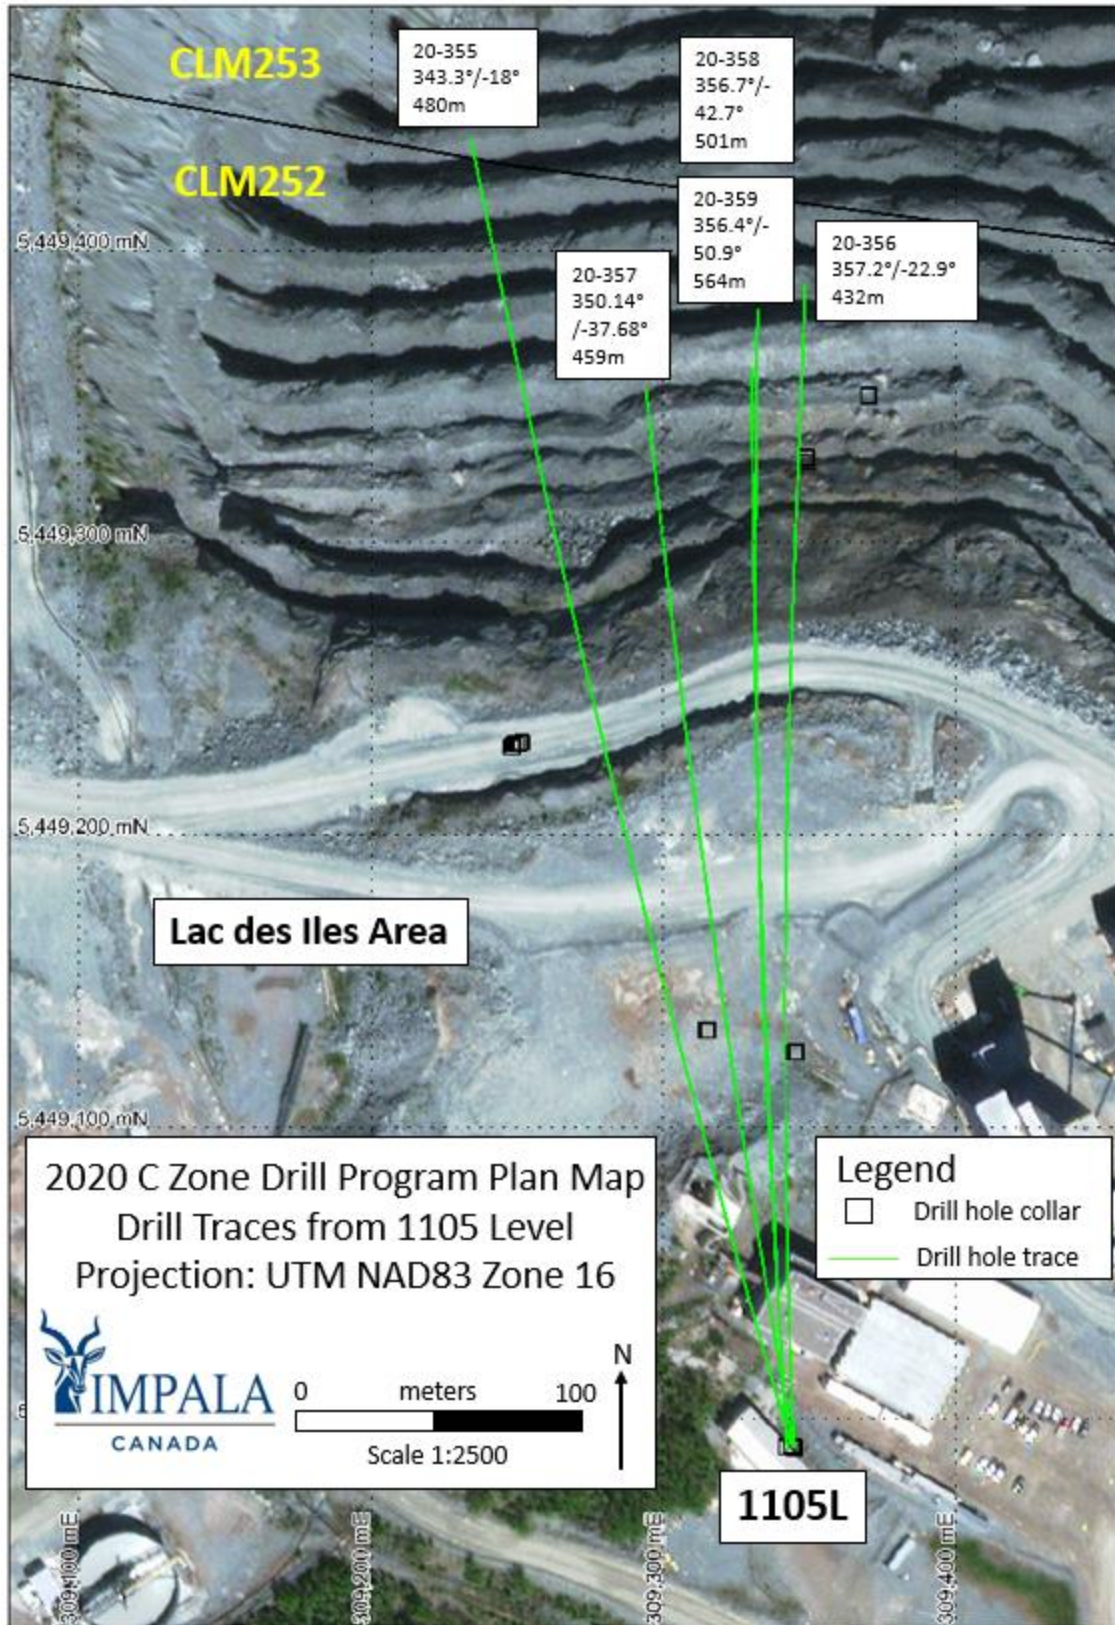 CLM253
20-355
343.3°/-18°
480m
20-358
356.7°/-
42.7°
501m
CLM252
20-359
356.4°/-
50.9°
564m
20-356
357.2°/-22.9°
432m
5,449,400 mN
20-357
350.14°
/-37.68°
459m
5,449,300 mN
5,449,200 mN
Lac des Iles Area
5,449,100 mN
2020 C Zone Drill Program Plan Map
Drill Traces from 1105 Level
Projection: UTM NAD83 Zone 16
IMPALA
CANADA
0 meters 100
Scale 1:2500
N
Legend
Drill hole collar
Drill hole trace
1105L
309,100 mE
309,200 mE
309,300 mE
309,400 mE